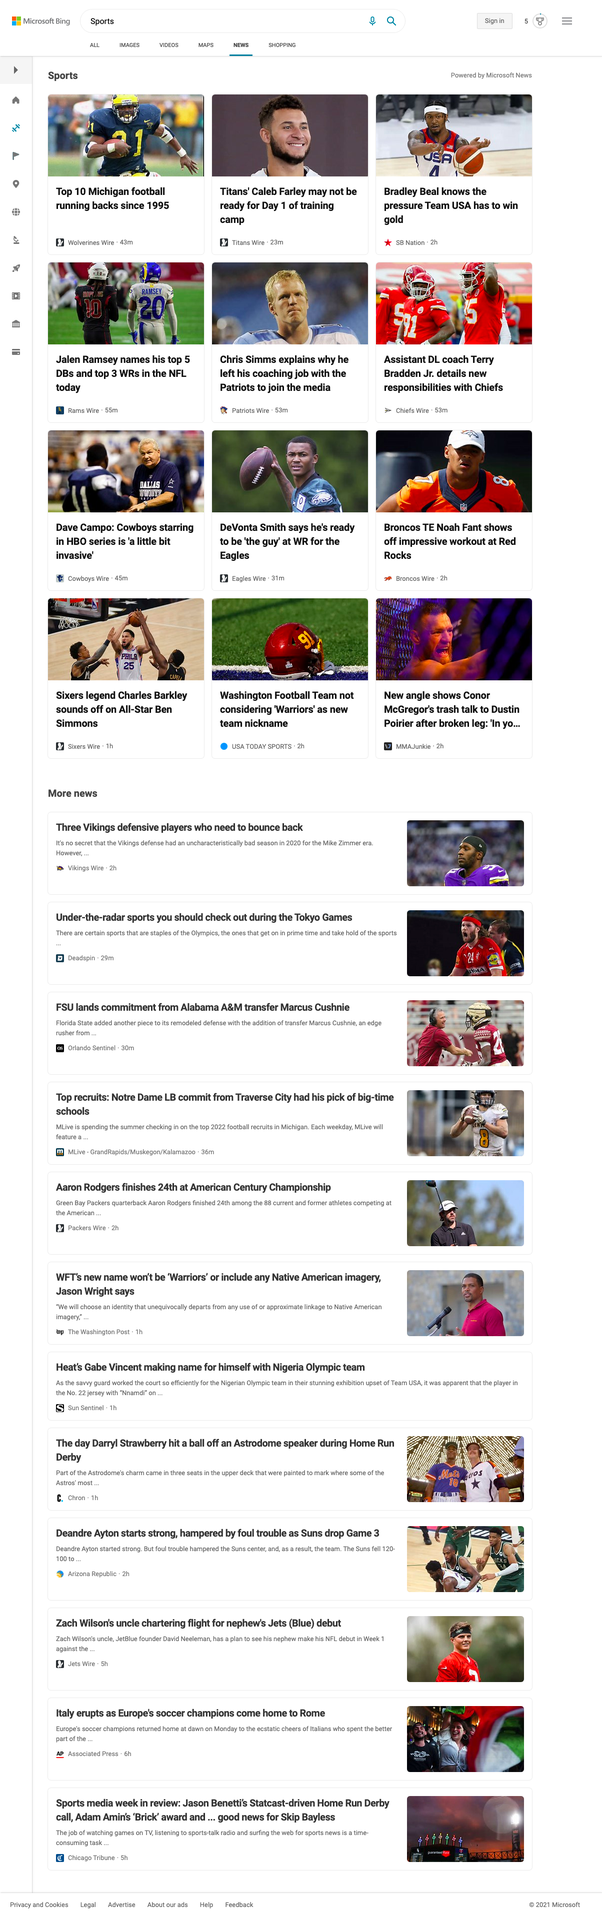 Microsoft Bing
Sports
Sign in
5
ALL IMAGES VIDEOS MAPS NEWS SHOPPING
Sports
Powered by Microsoft News
Top 10 Michigan football
running backs since 1995
Wolverines Wire · 43m
Titans' Caleb Farley may not be
ready for Day 1 of training
camp
Titans Wire · 23m
Bradley Beal knows the
pressure Team USA has to win
gold
SB Nation · 2h
Jalen Ramsey names his top 5
DBs and top 3 WRs in the NFL
today
Rams Wire · 55m
Chris Simms explains why he
left his coaching job with the
Patriots to join the media
Patriots Wire · 53m
Assistant DL coach Terry
Bradden Jr. details new
responsibilities with Chiefs
Chiefs Wire · 53m
Dave Campo: Cowboys starring
in HBO series is 'a little bit
invasive'
Cowboys Wire · 45m
DeVonta Smith says he's ready
to be 'the guy' at WR for the
Eagles
Eagles Wire · 31m
Broncos TE Noah Fant shows
off impressive workout at Red
Rocks
Broncos Wire · 2h
Sixers legend Charles Barkley
sounds off on All-Star Ben
Simmons
Sixers Wire · 1h
Washington Football Team not
considering 'Warriors' as new
team nickname
USA TODAY SPORTS · 2h
New angle shows Conor
McGregor's trash talk to Dustin
Poirier after broken leg: 'In yo...
MMAJunkie · 2h
More news
Three Vikings defensive players who need to bounce back
It's no secret that the Vikings defense had an uncharacteristically bad season in 2020 for the Mike Zimmer era.
However, ...
Vikings Wire · 2h
Under-the-radar sports you should check out during the Tokyo Games
There are certain sports that are staples of the Olympics, the ones that get on in prime time and take hold of the sports
...
Deadspin · 29m
FSU lands commitment from Alabama A&M transfer Marcus Cushnie
Florida State added another piece to its remodeled defense with the addition of transfer Marcus Cushnie, an edge
rusher from ...
Orlando Sentinel · 30m
Top recruits: Notre Dame LB commit from Traverse City had his pick of big-time
schools
MLive is spending the summer checking in on the top 2022 football recruits in Michigan. Each weekday, MLive will
feature a ...
MLive - GrandRapids/Muskegon/Kalamazoo · 36m
Aaron Rodgers finishes 24th at American Century Championship
Green Bay Packers quarterback Aaron Rodgers finished 24th among the 88 current and former athletes competing at
the American ...
Packers Wire · 2h
WFT's new name won't be 'Warriors' or include any Native American imagery,
Jason Wright says
"We will choose an identity that unequivocally departs from any use of or approximate linkage to Native American
imagery," ...
The Washington Post · 1h
Heat's Gabe Vincent making name for himself with Nigeria Olympic team
As the savvy guard worked the court so efficiently for the Nigerian Olympic team in their stunning exhibition upset of Team USA, it was apparent that the player in
the No. 22 jersey with "Nnamdi" on ...
Sun Sentinel · 1h
The day Darryl Strawberry hit a ball off an Astrodome speaker during Home Run
Derby
Part of the Astrodome's charm came in three seats in the upper deck that were painted to mark where some of the
Astros' most ...
Chron · 1h
Deandre Ayton starts strong, hampered by foul trouble as Suns drop Game 3
Deandre Ayton started strong. But foul trouble hampered the Suns center, and, as a result, the team. The Suns fell 120-
100 to ...
Arizona Republic · 2h
Zach Wilson's uncle chartering flight for nephew's Jets (Blue) debut
Zach Wilson's uncle, JetBlue founder David Neeleman, has a plan to see his nephew make his NFL debut in Week 1
against the ...
Jets Wire · 5h
Italy erupts as Europe's soccer champions come home to Rome
Europe's soccer champions returned home at dawn on Monday to the ecstatic cheers of Italians who spent the better
part of the ...
Associated Press · 6h
Sports media week in review: Jason Benetti's Statcast-driven Home Run Derby
call, Adam Amin's 'Brick' award and ... good news for Skip Bayless
The job of watching games on TV, listening to sports-talk radio and surfing the web for sports news is a time-
consuming task ...
Chicago Tribune · 5h
Privacy and Cookies Legal Advertise About our ads Help Feedback
© 2021 Microsoft